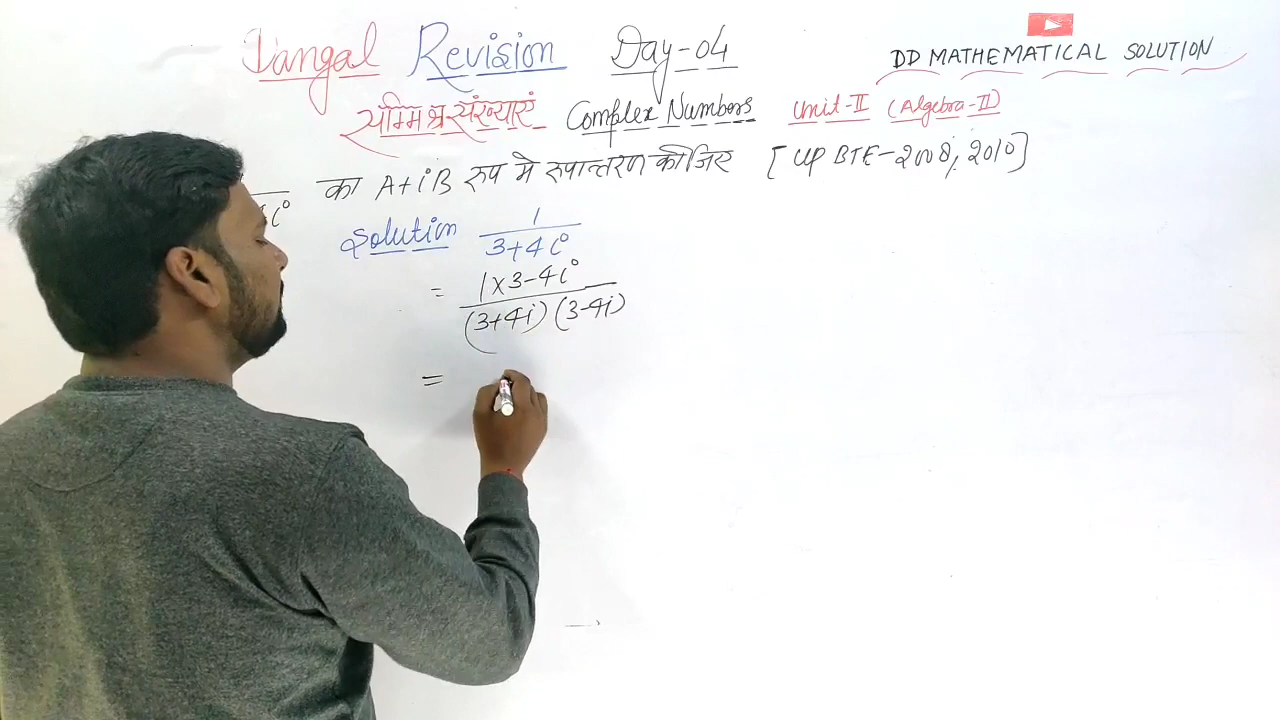 Dangal Revision Day-04
DD MATHEMATICAL SOLUTION
सम्मिश्र संख्याएं Complex Numbers Unit-II (Algebra-II)
का A+iB रूप मे रूपान्तरण कीजिए [UP BTE-2008, 2010]
Solution 1
3+4i
= 1×3-4i
(3+4i) (3-4i)
=